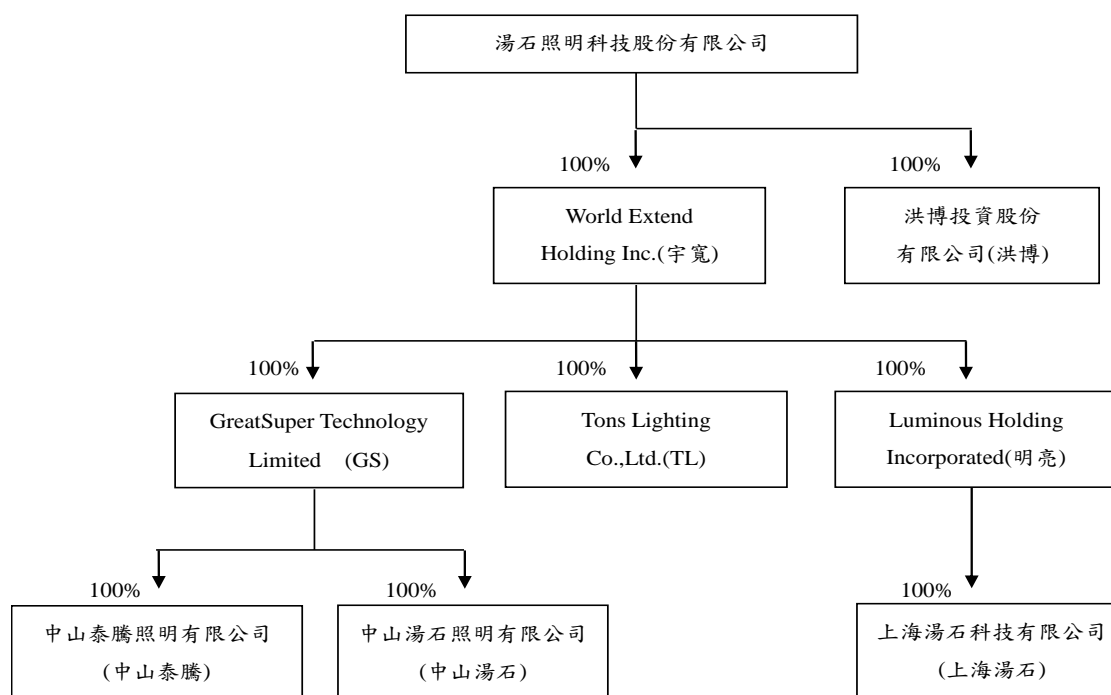 湯石照明科技股份有限公司
100%
100%
World Extend
Holding Inc.(宇寬)
洪博投資股份
有限公司(洪博)
100%
100%
100%
GreatSuper Technology
Limited (GS)
Tons Lighting
Co.,Ltd.(TL)
Luminous Holding
Incorporated(明亮)
100%
100%
100%
中山泰騰照明有限公司
(中山泰騰)
中山湯石照明有限公司
(中山湯石)
上海湯石科技有限公司
(上海湯石)